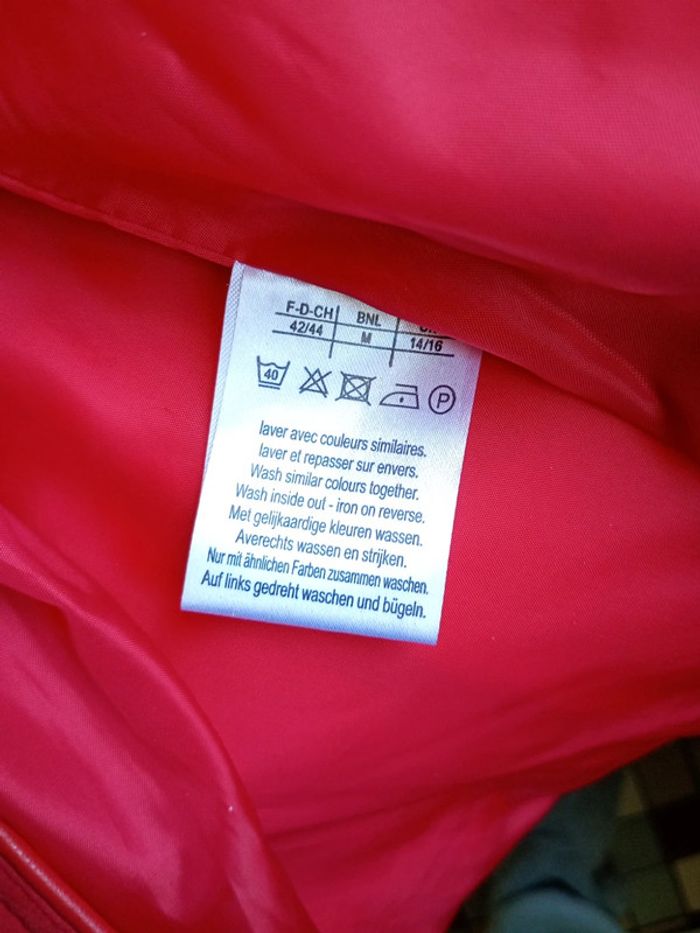 F-D-CH BNL
42/44 M 14/16
40 P
laver avec couleurs similaires.
laver et repasser sur envers.
Wash similar colours together.
Wash inside out - iron on reverse.
Met gelijkaardige kleuren wassen.
Averechts wassen en strijken.
Nur mit ähnlichen Farben zusammen waschen.
Auf links gedreht waschen und bügeln.